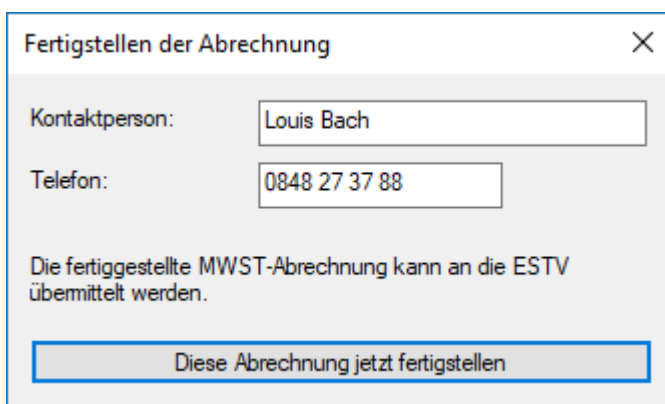 Fertigstellen der Abrechnung
Kontaktperson: Louis Bach
Telefon: 0848 27 37 88
Die fertiggestellte MWST-Abrechnung kann an die ESTV
übermittelt werden.
Diese Abrechnung jetzt fertigstellen